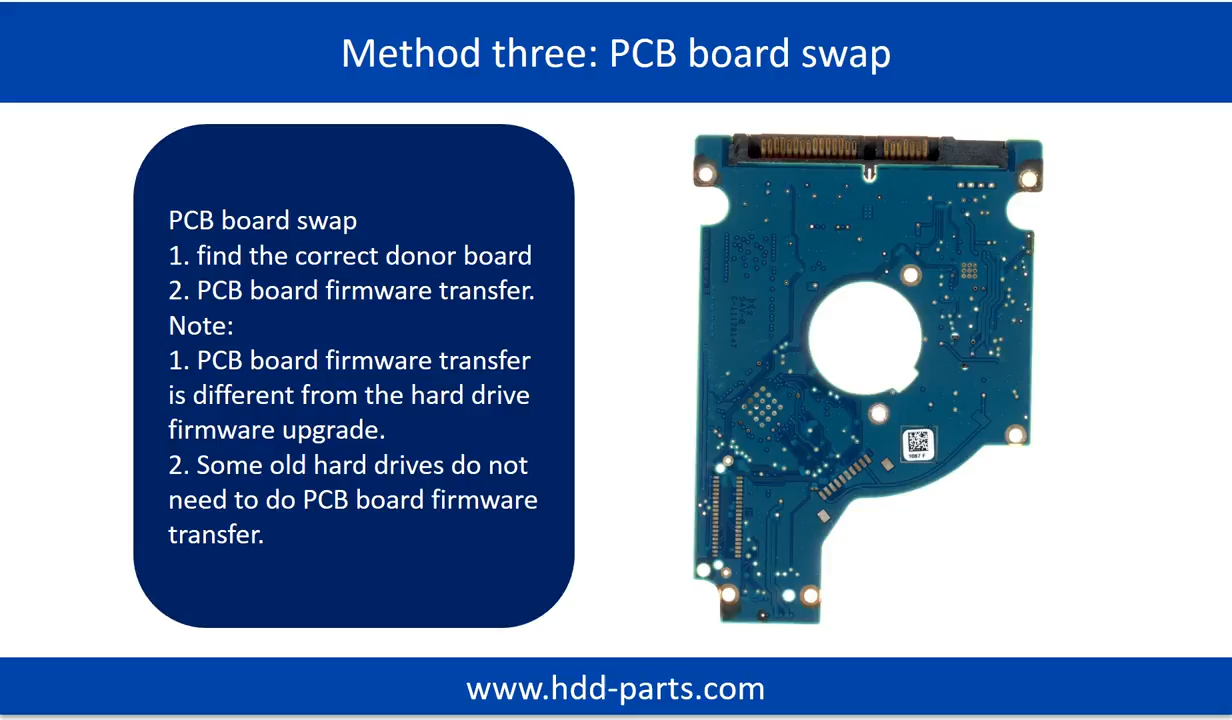 Method three: PCB board swap
PCB board swap
1. find the correct donor board
2. PCB board firmware transfer.
Note:
1. PCB board firmware transfer
is different from the hard drive
firmware upgrade.
2. Some old hard drives do not
need to do PCB board firmware
transfer.
1087 F
www.hdd-parts.com